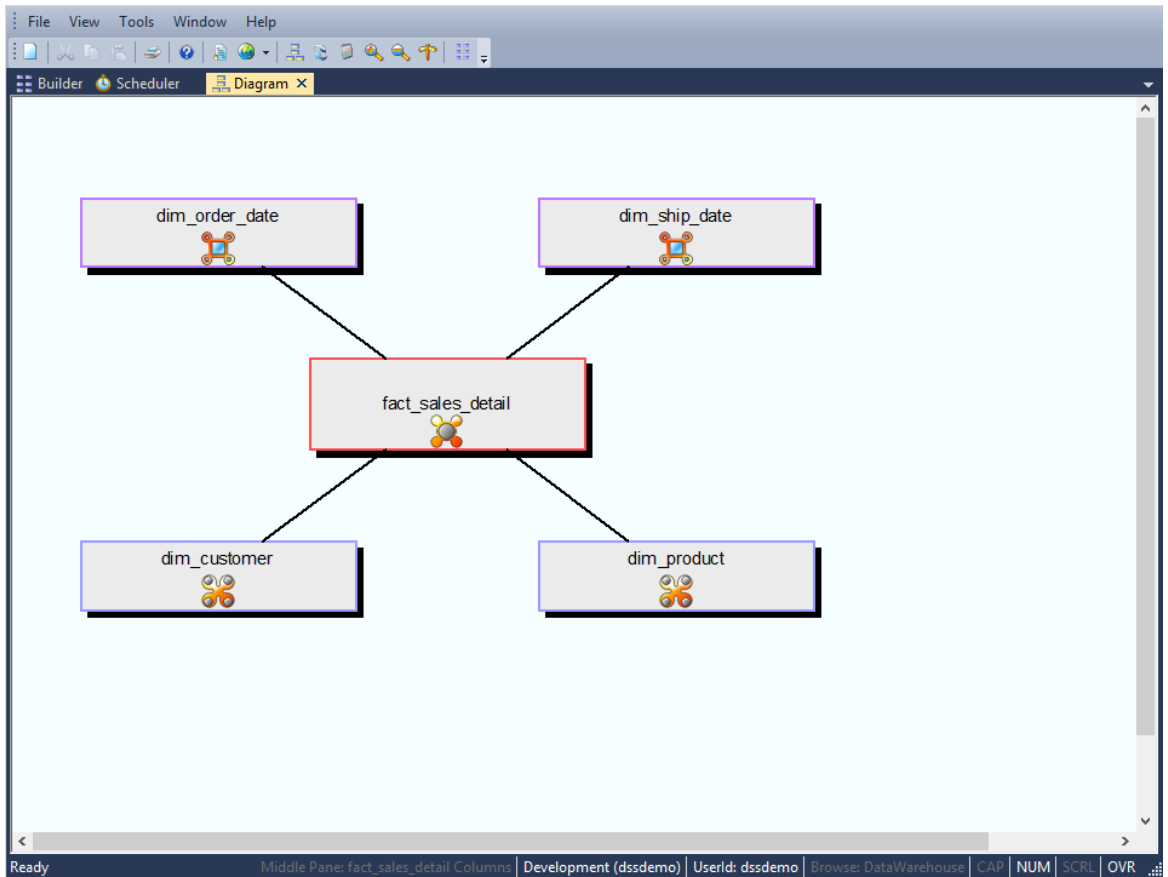 File View Tools Window Help
Builder Scheduler Diagram
dim_order_date dim_ship_date
fact_sales_detail
dim_customer dim_product
Ready Middle Pane: fact_sales_detail Columns Development (dssdemo) UserId: dssdemo Browse: DataWarehouse CAP NUM SCRL OVR